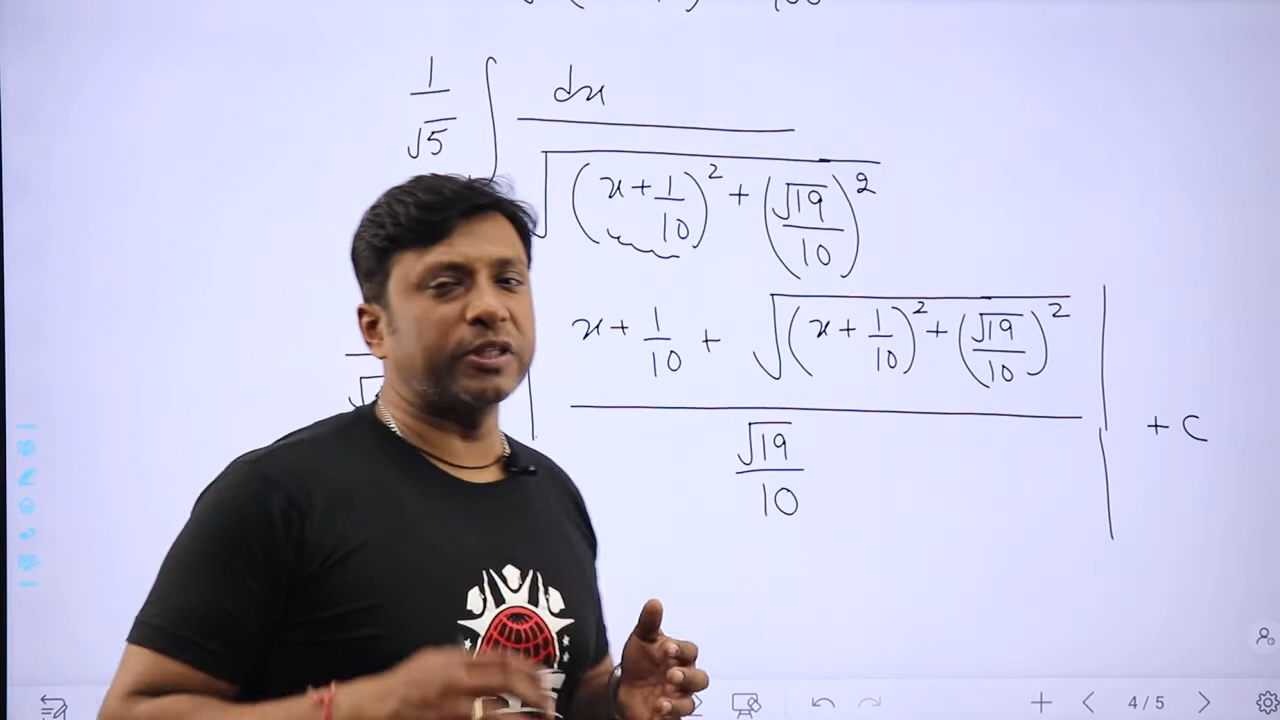 100
1/√5 ∫ dx / √((x + 1/10)² + (√19/10)²)
| (x + 1/10 + √((x + 1/10)² + (√19/10)²)) / (√19/10) | + C
4/5